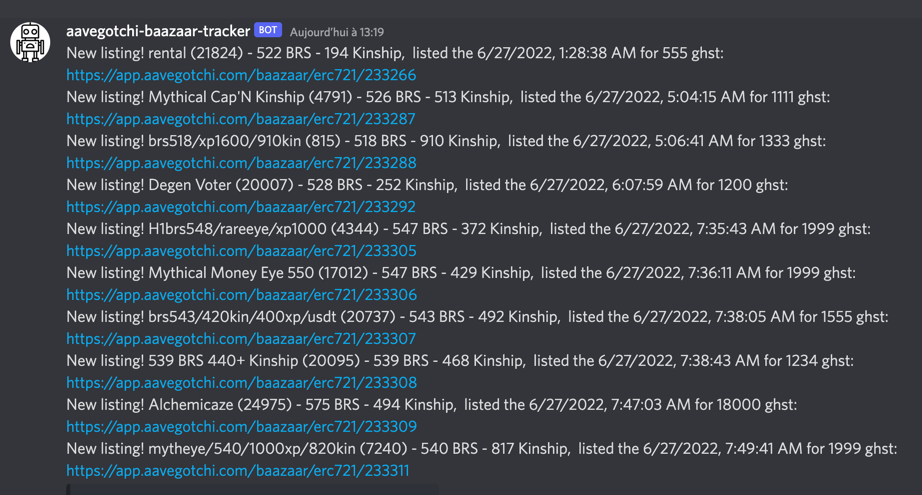 aavegotchi-baazaar-tracker BOT Aujourd'hui à 13:19
New listing! rental (21824) - 522 BRS - 194 Kinship, listed the 6/27/2022, 1:28:38 AM for 555 ghst:
https://app.aavegotchi.com/baazaar/erc721/233266
New listing! Mythical Cap'N Kinship (4791) - 526 BRS - 513 Kinship, listed the 6/27/2022, 5:04:15 AM for 1111 ghst:
https://app.aavegotchi.com/baazaar/erc721/233287
New listing! brs518/xp1600/910kin (815) - 518 BRS - 910 Kinship, listed the 6/27/2022, 5:06:41 AM for 1333 ghst:
https://app.aavegotchi.com/baazaar/erc721/233288
New listing! Degen Voter (20007) - 528 BRS - 252 Kinship, listed the 6/27/2022, 6:07:59 AM for 1200 ghst:
https://app.aavegotchi.com/baazaar/erc721/233292
New listing! H1brs548/rareeye/xp1000 (4344) - 547 BRS - 372 Kinship, listed the 6/27/2022, 7:35:43 AM for 1999 ghst:
https://app.aavegotchi.com/baazaar/erc721/233305
New listing! Mythical Money Eye 550 (17012) - 547 BRS - 429 Kinship, listed the 6/27/2022, 7:36:11 AM for 1999 ghst:
https://app.aavegotchi.com/baazaar/erc721/233306
New listing! brs543/420kin/400xp/usdt (20737) - 543 BRS - 492 Kinship, listed the 6/27/2022, 7:38:05 AM for 1555 ghst:
https://app.aavegotchi.com/baazaar/erc721/233307
New listing! 539 BRS 440+ Kinship (20095) - 539 BRS - 468 Kinship, listed the 6/27/2022, 7:38:43 AM for 1234 ghst:
https://app.aavegotchi.com/baazaar/erc721/233308
New listing! Alchemicaze (24975) - 575 BRS - 494 Kinship, listed the 6/27/2022, 7:47:03 AM for 18000 ghst:
https://app.aavegotchi.com/baazaar/erc721/233309
New listing! mytheye/540/1000xp/820kin (7240) - 540 BRS - 817 Kinship, listed the 6/27/2022, 7:49:41 AM for 1999 ghst:
https://app.aavegotchi.com/baazaar/erc721/233311